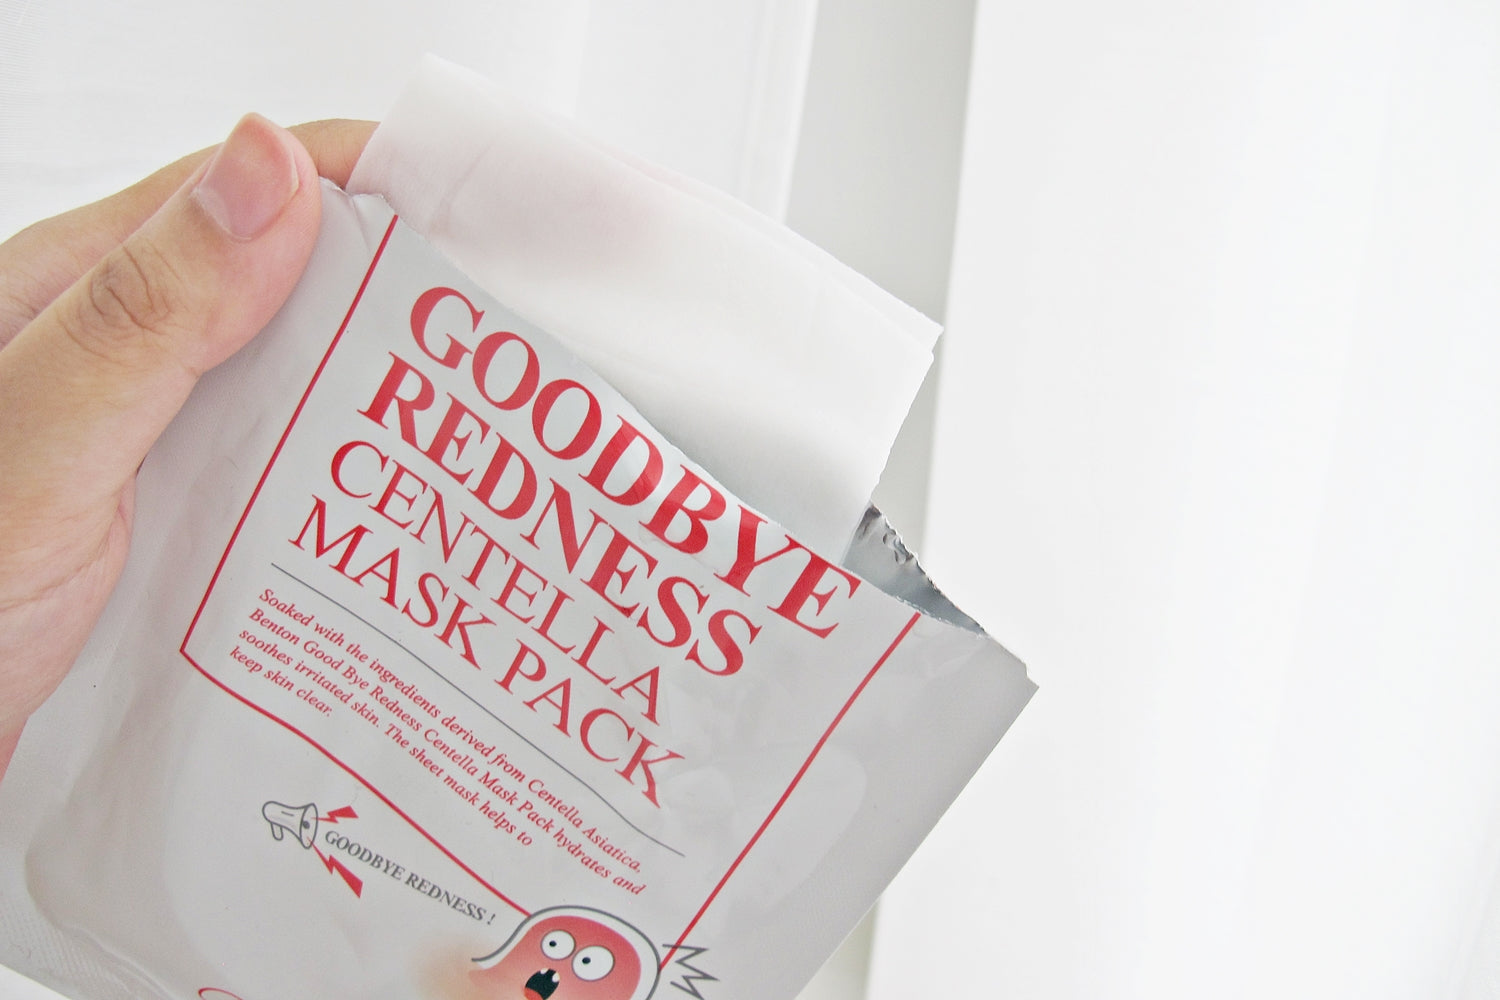 GOODBYE
REDNESS
CENTELLA
MASK PACK
Soaked with the ingredients derived from Centella Asiatica,
Benton Good Bye Redness Centella Mask Pack hydrates and
soothes irritated skin. The sheet mask helps to
keep skin clear.
GOODBYE REDNESS !